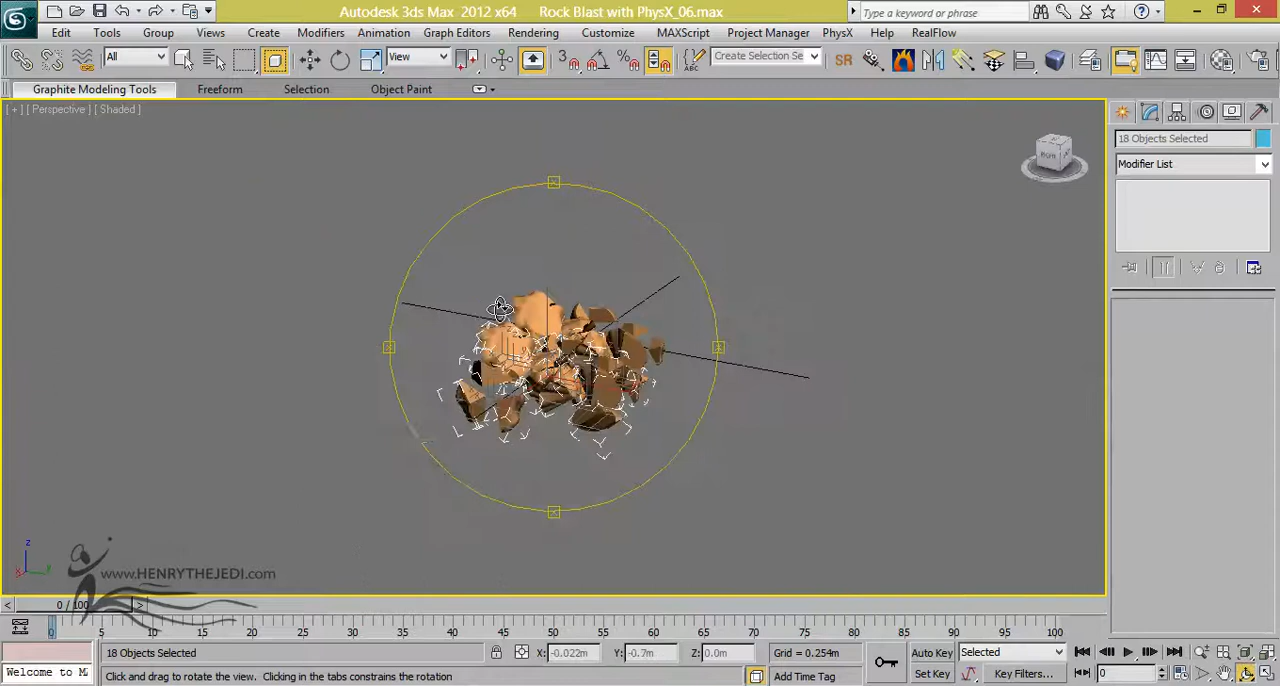 Autodesk 3ds Max 2012 x64 Rock Blast with PhysX_06.max
Type a keyword or phrase
Edit Tools Group Views Create Modifiers Animation Graph Editors Rendering Customize MAXScript Project Manager PhysX Help RealFlow
All View 3 Create Selection Se SR
Graphite Modeling Tools Freeform Selection Object Paint
[ + ] [ Perspective ] [ Shaded ]
18 Objects Selected
Modifier List
www.HENRYTHEJEDI.com
0 / 100
0 5 10 15 20 25 30 35 40 45 50 55 60 65 70 75 80 85 90 95 100
18 Objects Selected X: -0.022m Y: -0.7m Z: 0.0m Grid = 0.254m Auto Key Selected
Welcome to M Click and drag to rotate the view. Clicking in the tabs constrains the rotation Add Time Tag Set Key Key Filters... 0